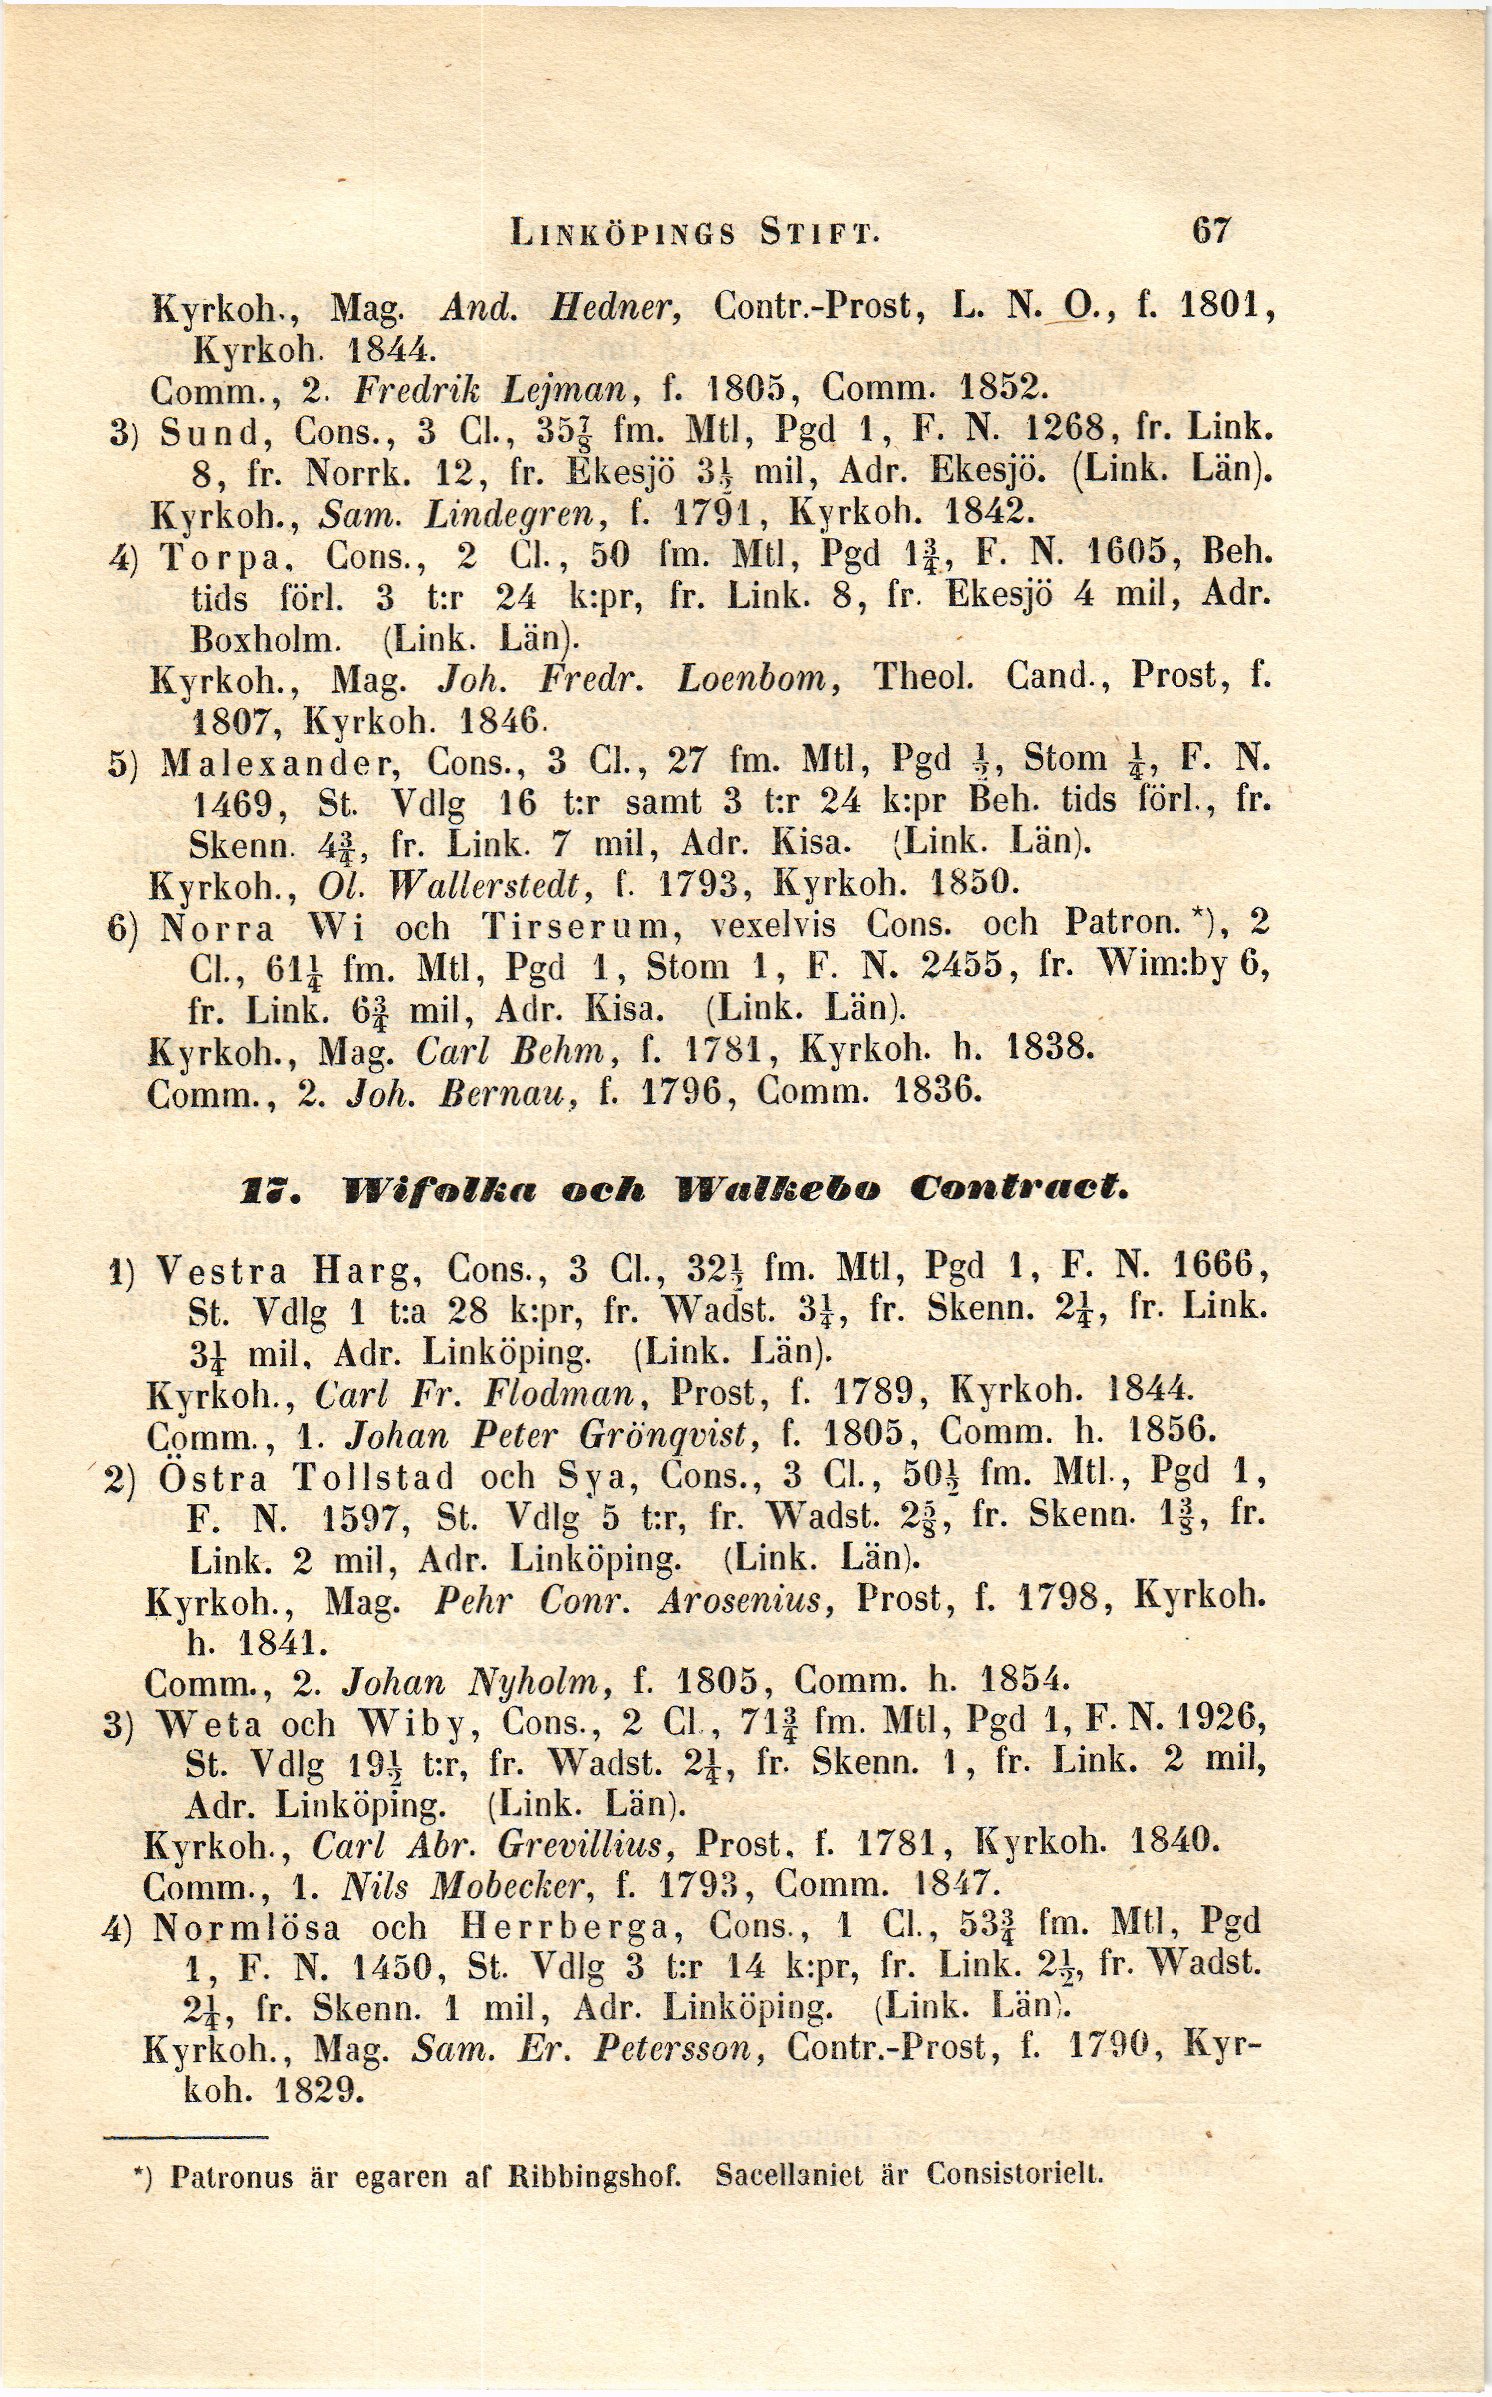 LINKÖPINGS STIFT. 67
Kyrkoh., Mag. And. Hedner, Contr.-Prost, L. N. O., f. 1801,
Kyrkoh. 1844.
Comm., 2. Fredrik Lejman, f. 1805, Comm. 1852.
3) Sund, Cons., 3 Cl., 35⅞ fm. Mtl, Pgd 1, F. N. 1268, fr. Link.
8, fr. Norrk. 12, fr. Ekesjö 3½ mil, Adr. Ekesjö. (Link. Län).
Kyrkoh., Sam. Lindegren, f. 1791, Kyrkoh. 1842.
4) Torpa, Cons., 2 Cl., 50 fm. Mtl, Pgd 1¾, F. N. 1605, Beh.
tids förl. 3 t:r 24 k:pr, fr. Link. 8, fr. Ekesjö 4 mil, Adr.
Boxholm. (Link. Län).
Kyrkoh., Mag. Joh. Fredr. Loenbom, Theol. Cand., Prost, f.
1807, Kyrkoh. 1846.
5) Malexander, Cons., 3 Cl., 27 fm. Mtl, Pgd ½, Stom ¼, F. N.
1469, St. Vdlg 16 t:r samt 3 t:r 24 k:pr Beh. tids förl., fr.
Skenn. 4¾, fr. Link. 7 mil, Adr. Kisa. (Link. Län).
Kyrkoh., Ol. Wallerstedt, f. 1793, Kyrkoh. 1850.
6) Norra Wi och Tirserum, vexelvis Cons. och Patron.*), 2
Cl., 61¼ fm. Mtl, Pgd 1, Stom 1, F. N. 2455, fr. Wim:by 6,
fr. Link. 6¾ mil, Adr. Kisa. (Link. Län).
Kyrkoh., Mag. Carl Behm, f. 1781, Kyrkoh. h. 1838.
Comm., 2. Joh. Bernau, f. 1796, Comm. 1836.
17. Wifolka och Walkebo Contract.
1) Vestra Harg, Cons., 3 Cl., 32½ fm. Mtl, Pgd 1, F. N. 1666,
St. Vdlg 1 t:a 28 k:pr, fr. Wadst. 3¼, fr. Skenn. 2¼, fr. Link.
3¼ mil, Adr. Linköping. (Link. Län).
Kyrkoh., Carl Fr. Flodman, Prost, f. 1789, Kyrkoh. 1844.
Comm., 1. Johan Peter Grönqvist, f. 1805, Comm. h. 1856.
2) Östra Tollstad och Sya, Cons., 3 Cl., 50½ fm. Mtl., Pgd 1,
F. N. 1597, St. Vdlg 5 t:r, fr. Wadst. 2⅝, fr. Skenn. 1⅜, fr.
Link. 2 mil, Adr. Linköping. (Link. Län).
Kyrkoh., Mag. Pehr Conr. Arosenius, Prost, f. 1798, Kyrkoh.
h. 1841.
Comm., 2. Johan Nyholm, f. 1805, Comm. h. 1854.
3) Weta och Wiby, Cons., 2 Cl., 71¾ fm. Mtl, Pgd 1, F. N. 1926,
St. Vdlg 19½ t:r, fr. Wadst. 2¼, fr. Skenn. 1, fr. Link. 2 mil,
Adr. Linköping. (Link. Län).
Kyrkoh., Carl Abr. Grevillius, Prost, f. 1781, Kyrkoh. 1840.
Comm., 1. Nils Mobecker, f. 1793, Comm. 1847.
4) Normlösa och Herrberga, Cons., 1 Cl., 53¾ fm. Mtl, Pgd
1, F. N. 1450, St. Vdlg 3 t:r 14 k:pr, fr. Link. 2½, fr. Wadst.
2¼, fr. Skenn. 1 mil, Adr. Linköping. (Link. Län).
Kyrkoh., Mag. Sam. Er. Petersson, Contr.-Prost, f. 1790, Kyr-
koh. 1829.
*) Patronus är egaren af Ribbingshof. Sacellaniet är Consistorielt.